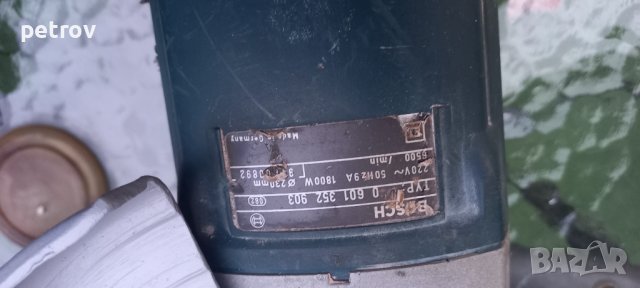 petrov
BOSCH
TYP. 0 601 352 903
220V~ 50Hz 9A 1800W Ø230mm
6500 /min
Made in Germany
BAZAR